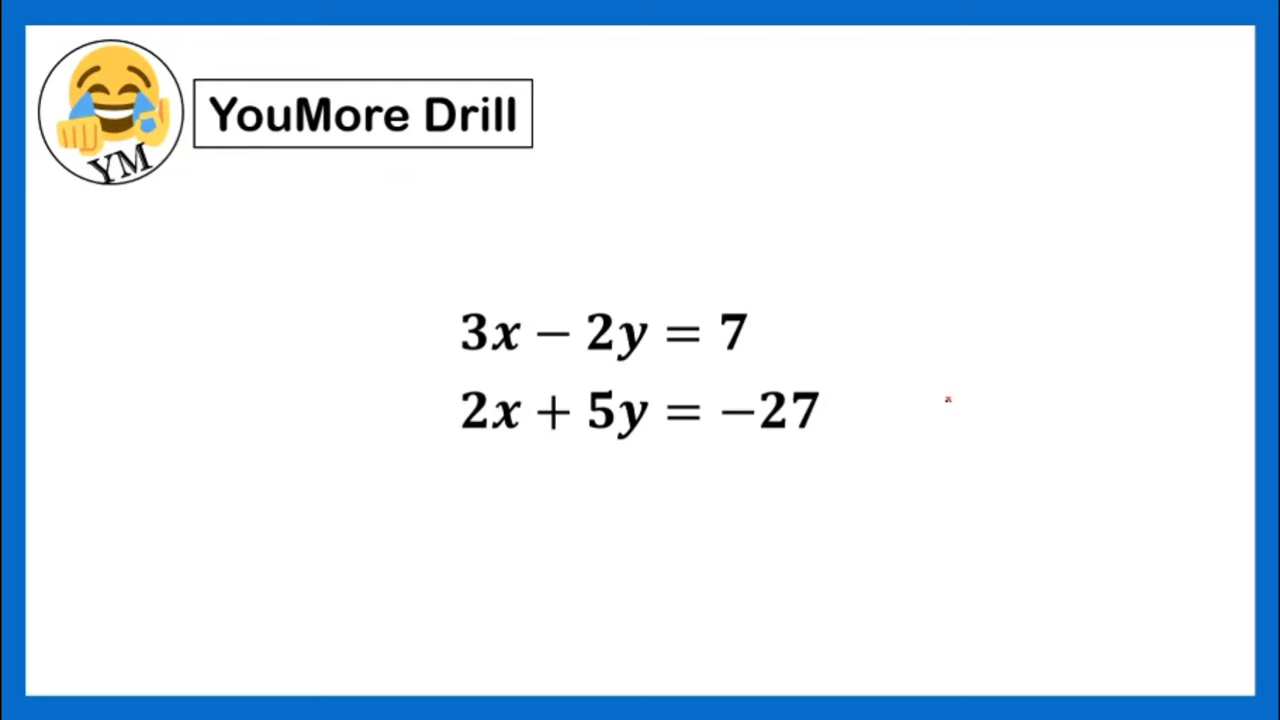 YM
YouMore Drill
3x − 2y = 7
2x + 5y = −27